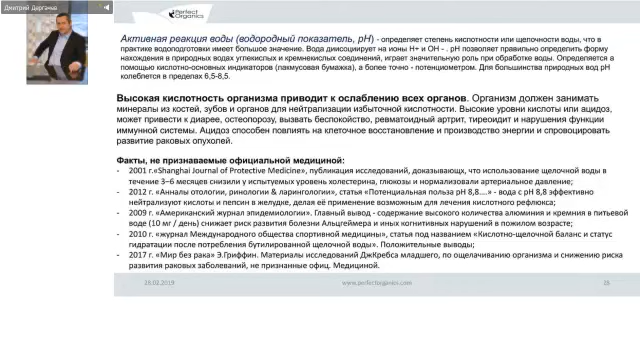 Дмитрий Дерганов
Perfect
Organics
Активная реакция воды (водородный показатель, pH) - определяет степень кислотности или щелочности воды, что в
практике водоподготовки имеет большое значение. Вода диссоциирует на ионы H+ и OH - . pH позволяет правильно определить форму
нахождения в природных водах углекислых и кремнекислых соединений, играет значительную роль при обработке воды. Определяется а
помощью кислотно-основных индикаторов (лакмусовая бумажка), а более точно - потенциометром. Для большинства природных вод pH
колеблется в пределах 6,5-8,5.
Высокая кислотность организма приводит к ослаблению всех органов. Организм должен занимать
минералы из костей, зубов и органов для нейтрализации избыточной кислотности. Высокие уровни кислоты или ацидоз,
может привести к диарее, остеопорозу, вызвать беспокойство, ревматоидный артрит, тиреоидит и нарушения функции
иммунной системы. Ацидоз способен повлиять на клеточное восстановление и производство энергии и спровоцировать
развитие раковых опухолей.
Факты, не признаваемые официальной медициной:
- 2001 г.«Shanghai Journal of Protective Medicine», публикация исследований, доказывающих, что использование щелочной воды в
течение 3–6 месяцев снизили у испытуемых уровень холестерина, глюкозы и нормализовали артериальное давление;
- 2012 г. «Анналы отологии, ринологии & ларингологии», статья «Потенциальная польза pH 8,8….» - вода с pH 8,8 эффективно
нейтрализуют кислоты и пепсин в желудке, делая её применение возможным для лечения кислотного рефлюкса;
- 2009 г. «Американский журнал эпидемиологии». Главный вывод - содержание высокого количества алюминия и кремния в питьевой
воде (10 мг / день) снижает риск развития болезни Альцгеймера и иных когнитивных нарушений в пожилом возрасте;
- 2010 г. «журнал Международного общества спортивной медицины», статья под названием «Кислотно-щелочной баланс и статус
гидратации после потребления бутилированной щелочной воды». Положительные выводы;
- 2017 г. «Мир без рака» Э.Гриффин. Материалы исследований ДжКребса младшего, по ощелачиванию организма и снижению риска
развития раковых заболеваний, не признанные офиц. Медициной.
28.02.2019
www.perfectorganics.com